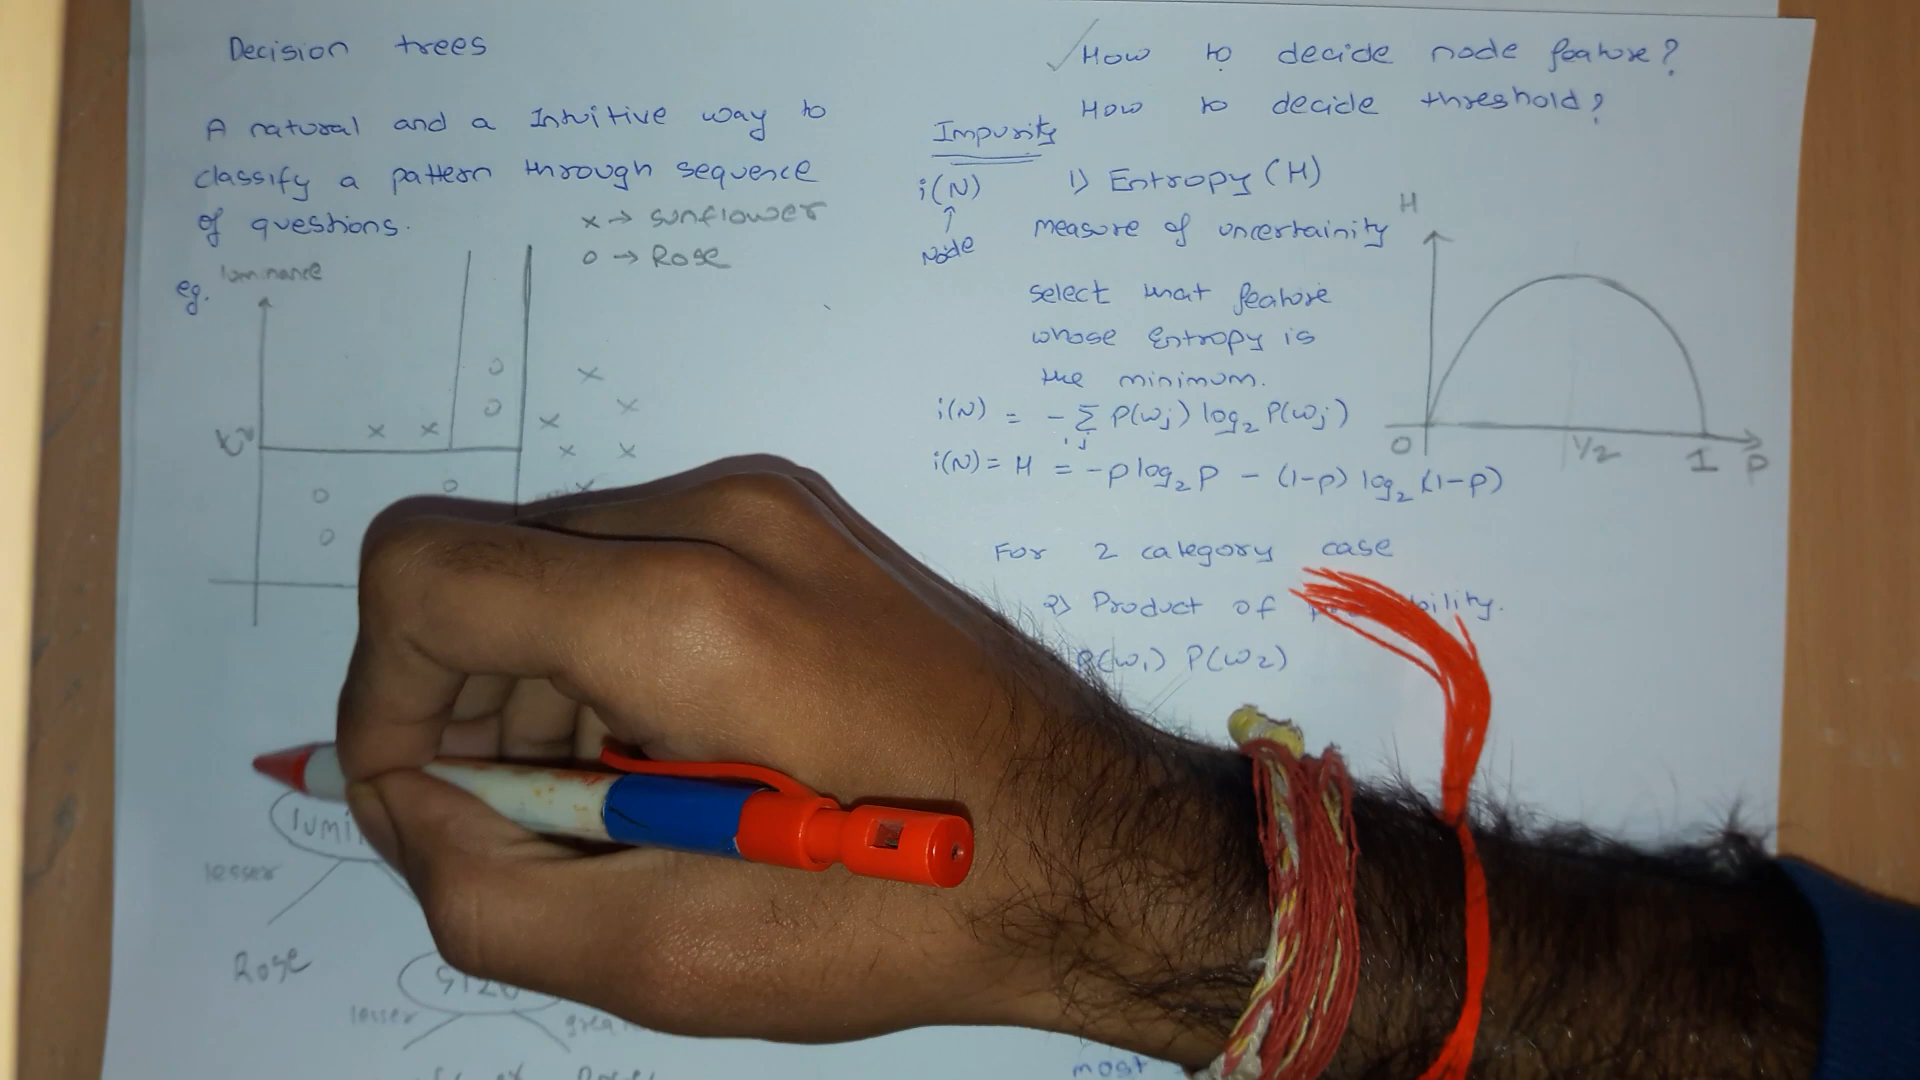 Decision trees
A natural and a Intuitive way to
classify a pattern through sequence
of questions.
x → sunflower
o → Rose
eg.
luminance
lesser
Rose
lesser
✓ How to decide node feature?
How to decide threshold?
Impurity
i(N)
↑
Node
1) Entropy (H)
measure of uncertainity
select that feature
whose Entropy is
the minimum.
i(N) = - Σ P(ωj) log₂ P(ωj)
j
i(N) = H = -p log₂ p - (1-p) log₂ (1-p)
H
0 1/2 1 P
For 2 category case
2) Product of
P(ω₁) P(ω₂)
most